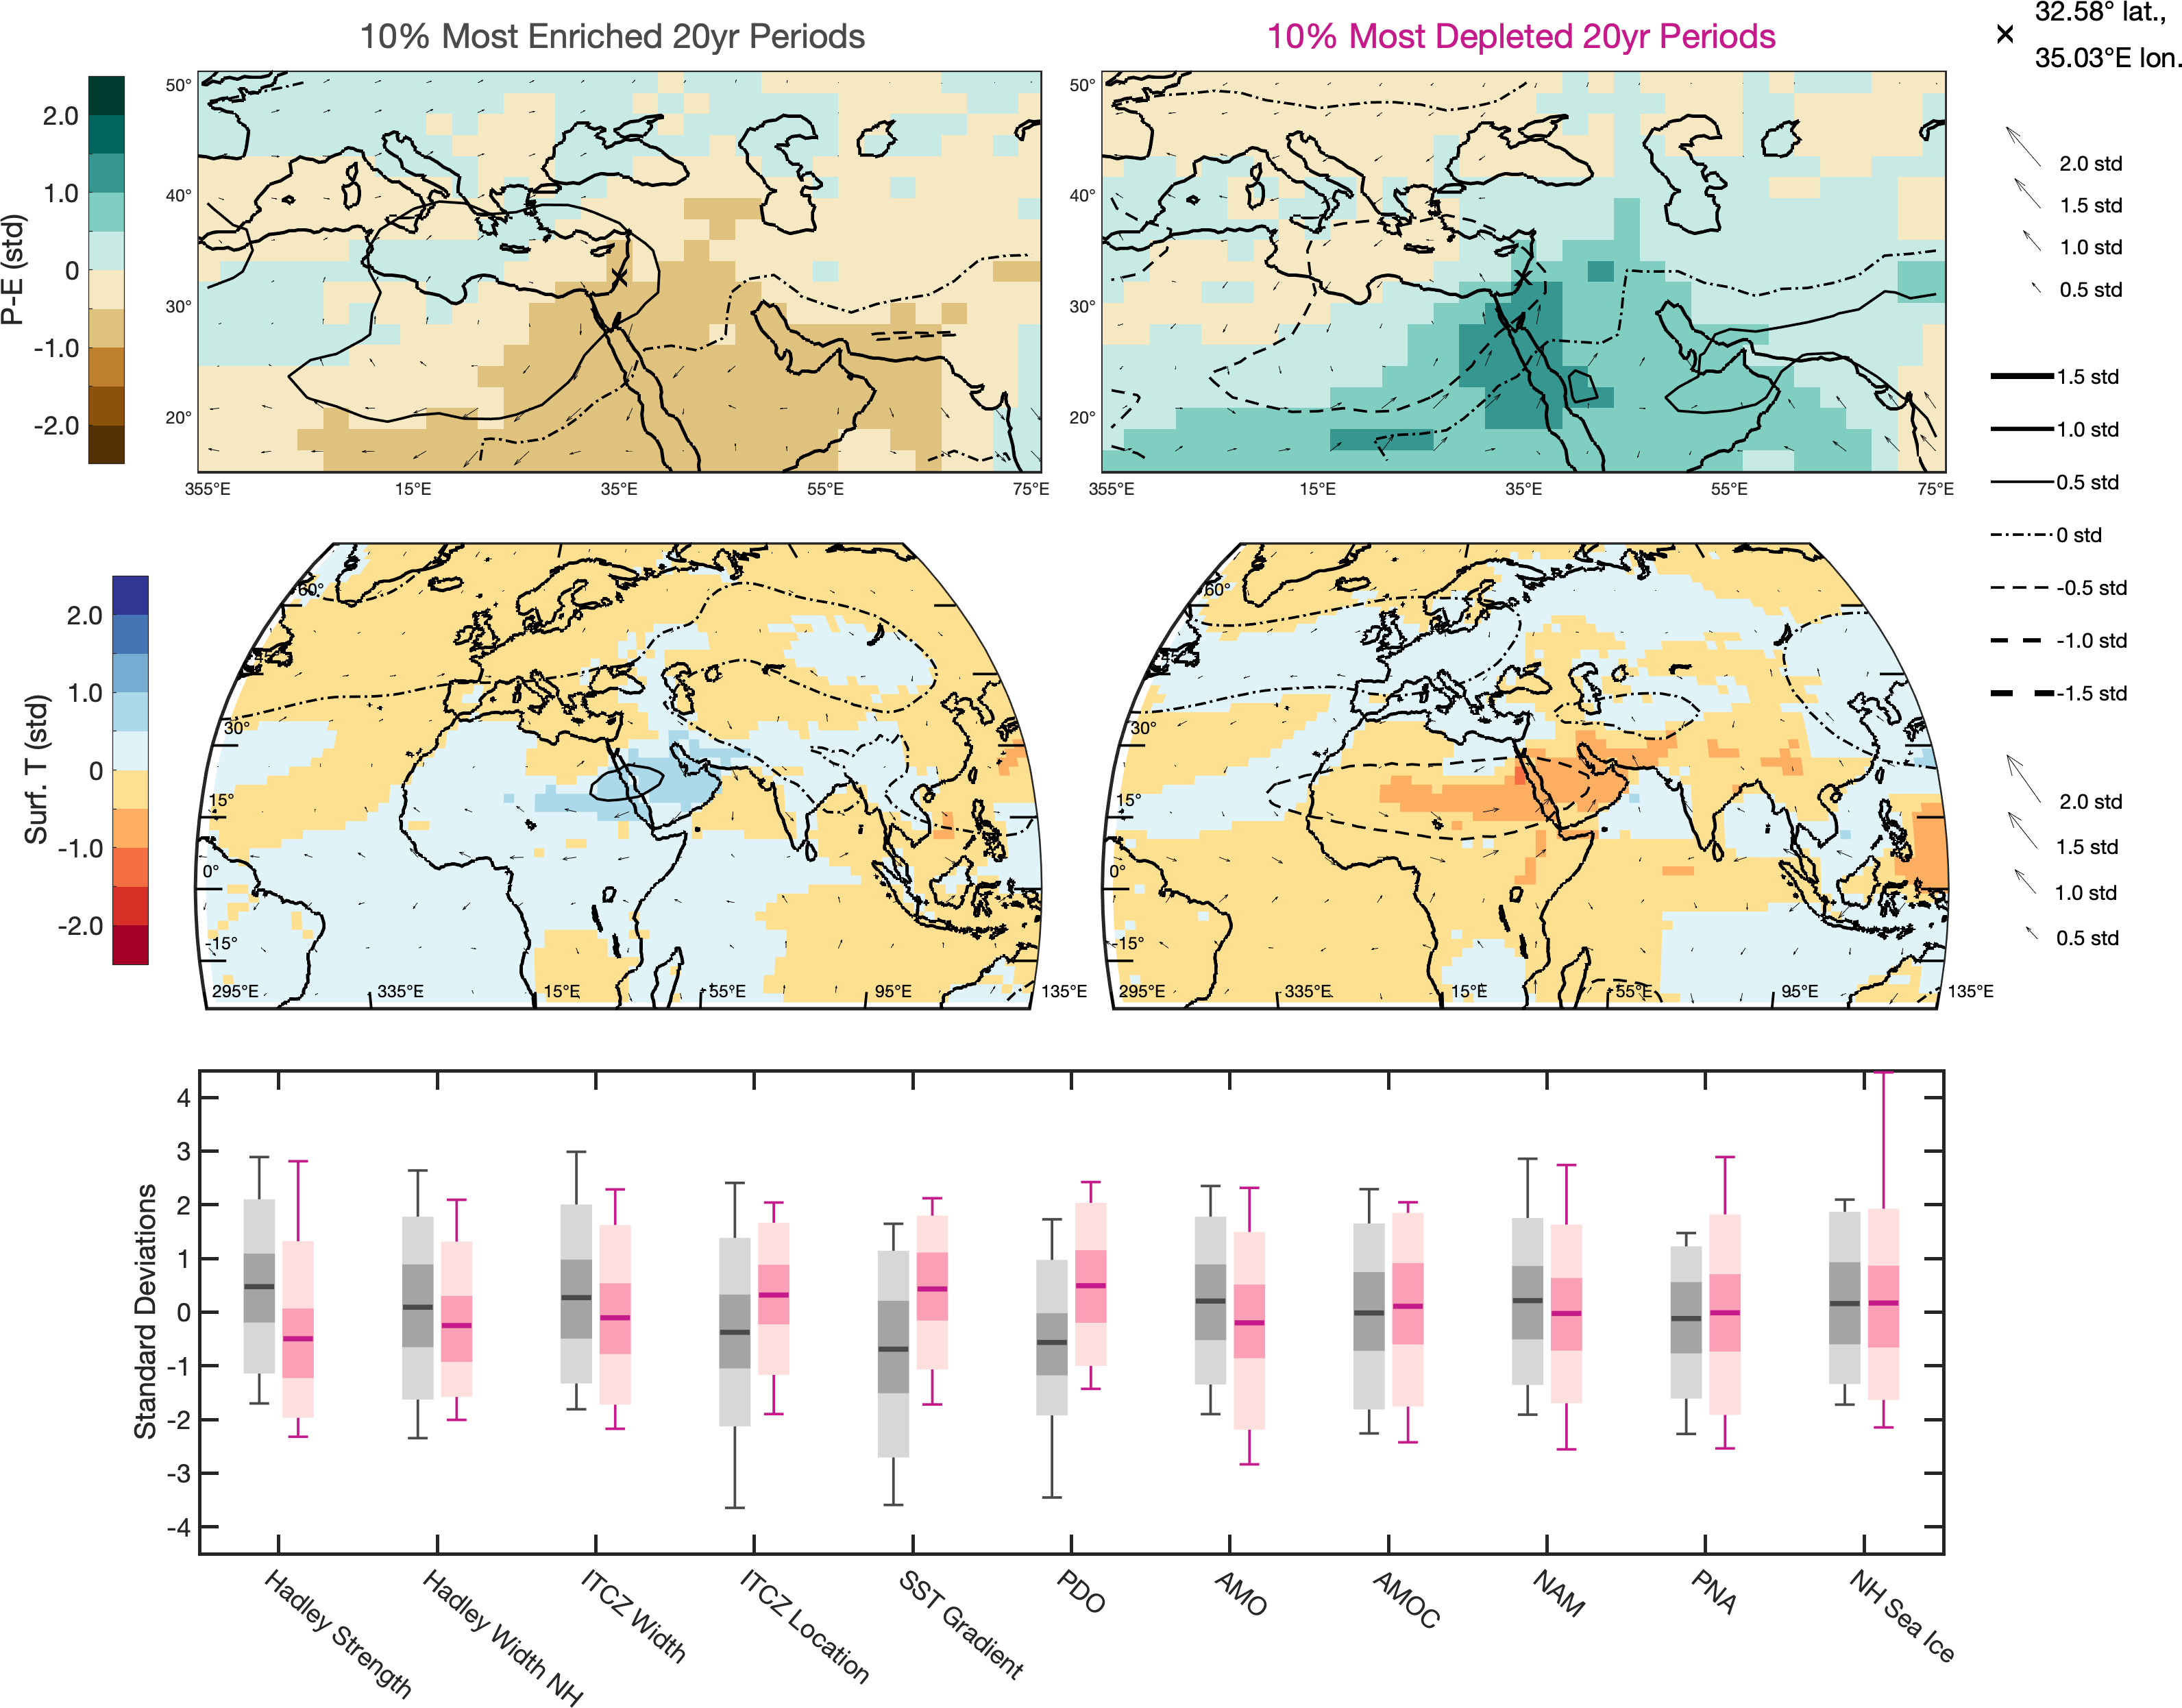 10% Most Enriched 20yr Periods
10% Most Depleted 20yr Periods
32.58° lat.,
35.03°E lon.
P-E (std)
2.0
1.0
0
-1.0
-2.0
50°
40°
30°
20°
355°E
15°E
35°E
55°E
75°E
50°
40°
30°
20°
355°E
15°E
35°E
55°E
75°E
2.0 std
1.5 std
1.0 std
0.5 std
1.5 std
1.0 std
0.5 std
0 std
-0.5 std
-1.0 std
-1.5 std
Surf. T (std)
2.0
1.0
0
-1.0
-2.0
60°
30°
15°
0°
-15°
295°E
335°E
15°E
55°E
95°E
135°E
60°
30°
15°
0°
-15°
295°E
335°E
15°E
55°E
95°E
135°E
2.0 std
1.5 std
1.0 std
0.5 std
Standard Deviations
4
3
2
1
0
-1
-2
-3
-4
Hadley Strength
Hadley Width NH
ITCZ Width
ITCZ Location
SST Gradient
PDO
AMO
AMOC
NAM
PNA
NH Sea Ice